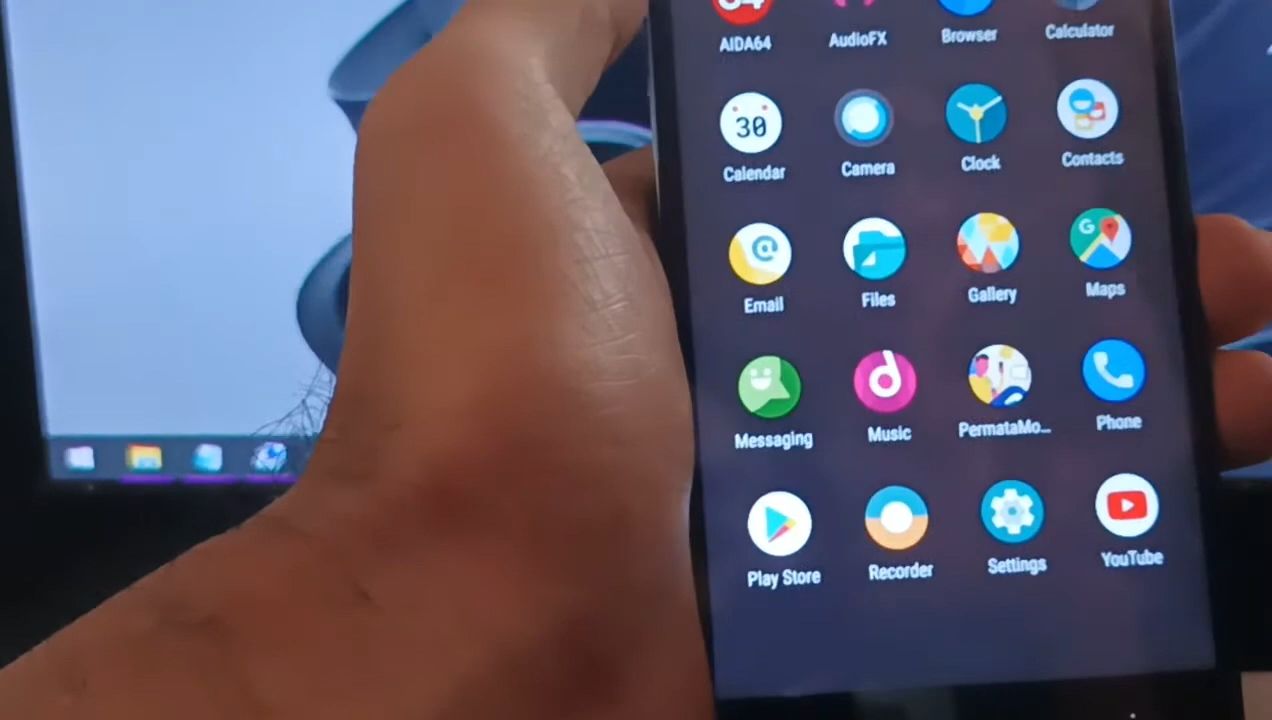 64
AIDA64
AudioFX
Browser
Calculator
30
Calendar
Camera
Clock
Contacts
@
G
Email
Files
Gallery
Maps
Messaging
Music
PermataMo...
Phone
Play Store
Recorder
Settings
YouTube